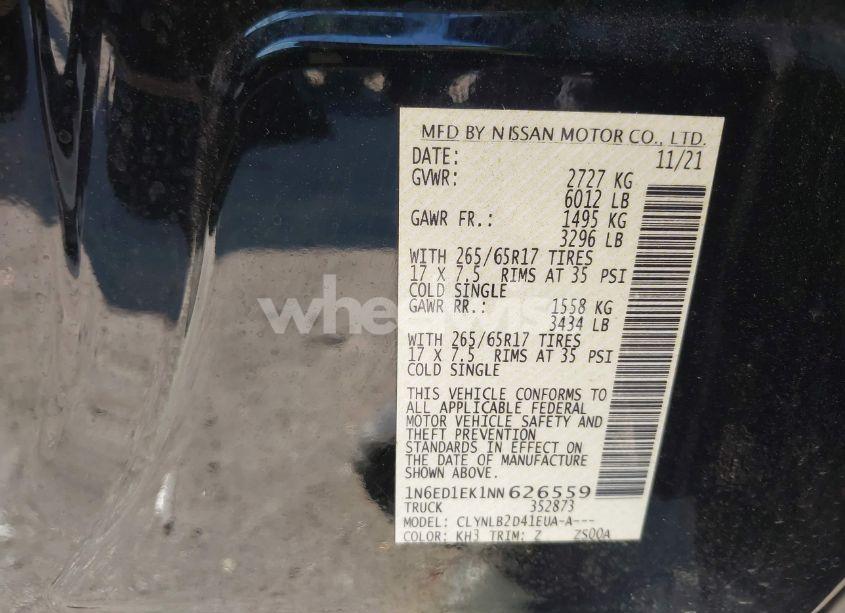 MFD BY NISSAN MOTOR CO., LTD.
DATE: 11/21
GVWR: 2727 KG
6012 LB
GAWR FR.: 1495 KG
3296 LB
WITH 265/65R17 TIRES
17 X 7.5 RIMS AT 35 PSI
COLD SINGLE
GAWR RR.: 1558 KG
3434 LB
WITH 265/65R17 TIRES
17 X 7.5 RIMS AT 35 PSI
COLD SINGLE
THIS VEHICLE CONFORMS TO
ALL APPLICABLE FEDERAL
MOTOR VEHICLE SAFETY AND
THEFT PREVENTION
STANDARDS IN EFFECT ON
THE DATE OF MANUFACTURE
SHOWN ABOVE.
1N6ED1EK1NN626559
TRUCK 352873
MODEL: CLYNLB2D41EUA-A---
COLOR: KH3 TRIM: Z ZS00A